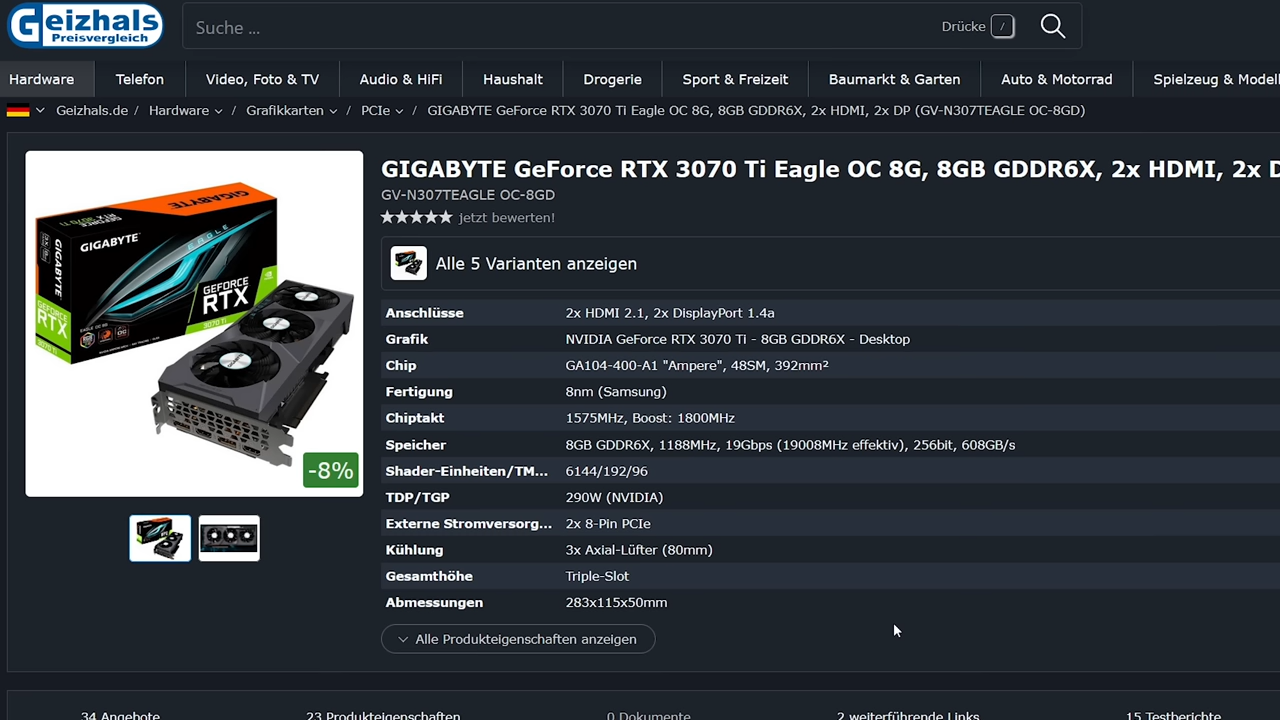 Geizhals
Preisvergleich
Suche ...
Drücke /
Hardware Telefon Video, Foto & TV Audio & HiFi Haushalt Drogerie Sport & Freizeit Baumarkt & Garten Auto & Motorrad Spielzeug & Modell
Geizhals.de / Hardware / Grafikkarten / PCIe / GIGABYTE GeForce RTX 3070 Ti Eagle OC 8G, 8GB GDDR6X, 2x HDMI, 2x DP (GV-N307TEAGLE OC-8GD)
GIGABYTE
EAGLE
GEFORCE
RTX
3070 Ti
-8%
GIGABYTE GeForce RTX 3070 Ti Eagle OC 8G, 8GB GDDR6X, 2x HDMI, 2x D
GV-N307TEAGLE OC-8GD
jetzt bewerten!
Alle 5 Varianten anzeigen
Anschlüsse 2x HDMI 2.1, 2x DisplayPort 1.4a
Grafik NVIDIA GeForce RTX 3070 Ti - 8GB GDDR6X - Desktop
Chip GA104-400-A1 "Ampere", 48SM, 392mm²
Fertigung 8nm (Samsung)
Chiptakt 1575MHz, Boost: 1800MHz
Speicher 8GB GDDR6X, 1188MHz, 19Gbps (19008MHz effektiv), 256bit, 608GB/s
Shader-Einheiten/TM... 6144/192/96
TDP/TGP 290W (NVIDIA)
Externe Stromversorg... 2x 8-Pin PCIe
Kühlung 3x Axial-Lüfter (80mm)
Gesamthöhe Triple-Slot
Abmessungen 283x115x50mm
Alle Produkteigenschaften anzeigen
34 Angebote 23 Produkteigenschaften 0 Dokumente 2 weiterführende Links 15 Testberichte